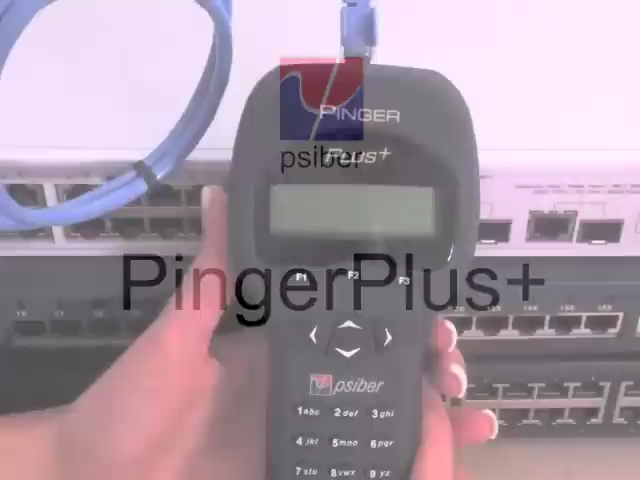 PINGER
Plus+
psiber
PingerPlus+
F1 F2 F3
psiber
1abc 2def 3ghi
4jkl 5mno 6pqr
7stu 8vwx 9yz